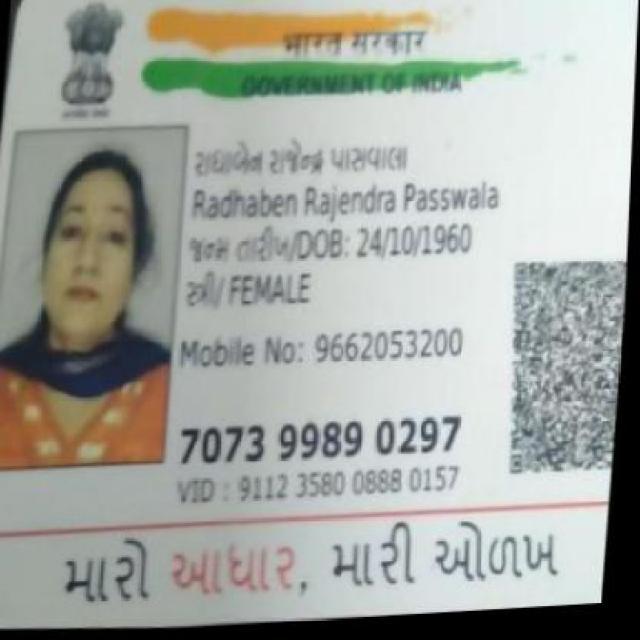 भारत सरकार
GOVERNMENT OF INDIA
રાધાબેન રાજેન્દ્ર પાસવાલા
Radhaben Rajendra Passwala
જન્મ તારીખ/DOB: 24/10/1960
સ્ત્રી/ FEMALE
Mobile No: 9662053200
7073 9989 0297
VID : 9112 3580 0888 0157
મારો આધાર, મારી ઓળખ